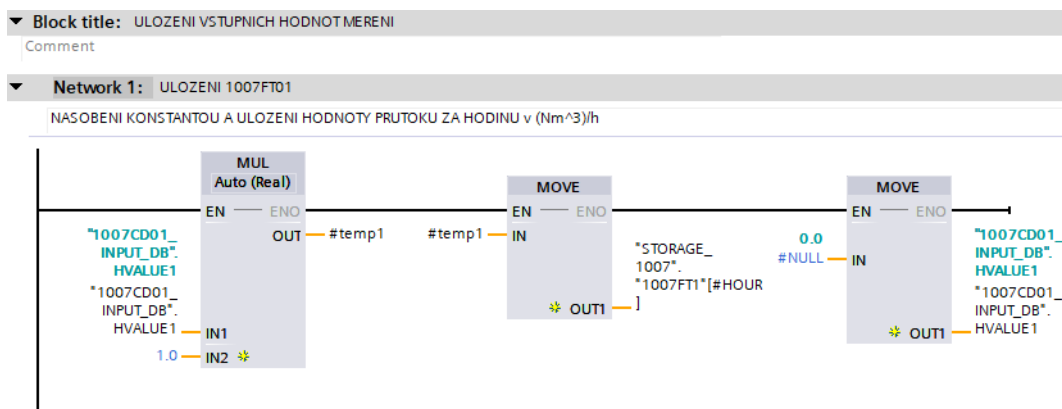 Block title: ULOZENI VSTUPNICH HODNOT MERENI
Comment
Network 1: ULOZENI 1007FT01
NASOBENI KONSTANTOU A ULOZENI HODNOTY PRUTOKU ZA HODINU v (Nm^3)/h
MUL
Auto (Real)
EN ENO
"1007CD01_
INPUT_DB".
HVALUE1
"1007CD01_
INPUT_DB".
HVALUE1
IN1
1.0
IN2
OUT
#temp1
MOVE
EN ENO
#temp1
IN
OUT1
"STORAGE_
1007".
"1007FT1"[#HOUR
]
MOVE
EN ENO
0.0
#NULL
IN
OUT1
"1007CD01_
INPUT_DB".
HVALUE1
"1007CD01_
INPUT_DB".
HVALUE1